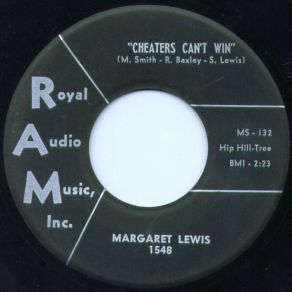 "CHEATERS CAN'T WIN"
(M. Smith - R. Baxley - S. Lewis)
Royal
Audio
Music,
Inc.
MS - 132
Hip Hill-Tree
BMI - 2:23
MARGARET LEWIS
1548